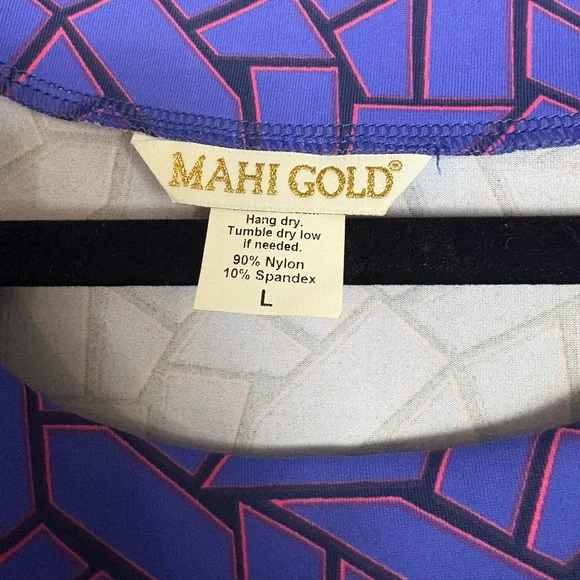 MAHI GOLD®
Hang dry.
Tumble dry low
if needed.
90% Nylon
10% Spandex
L